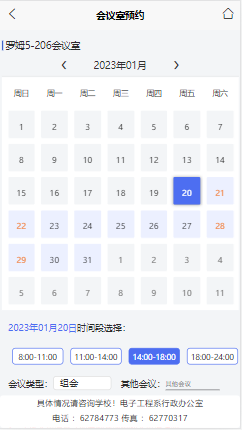 会议室预约
罗姆5-206会议室
2023年01月
周日 周一 周二 周三 周四 周五 周六
1 2 3 4 5 6 7
8 9 10 11 12 13 14
15 16 17 18 19 20 21
22 23 24 25 26 27 28
29 30 31 1 2 3 4
5 6 7 8 9 10 11
2023年01月20日时间段选择：
8:00-11:00 11:00-14:00 14:00-18:00 18:00-24:00
会议类型： 组会 其他会议： 其他会议
具体情况请咨询学校！电子工程系行政办公室
电话 ： 62784773 传真 ： 62770317